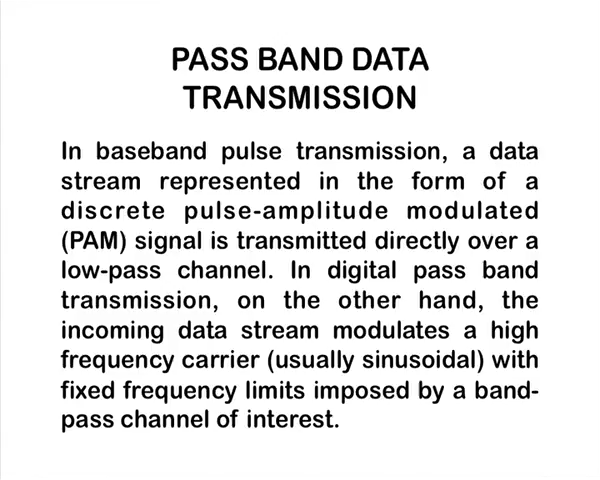 PASS BAND DATA
TRANSMISSION
In baseband pulse transmission, a data
stream represented in the form of a
discrete pulse-amplitude modulated
(PAM) signal is transmitted directly over a
low-pass channel. In digital pass band
transmission, on the other hand, the
incoming data stream modulates a high
frequency carrier (usually sinusoidal) with
fixed frequency limits imposed by a band-
pass channel of interest.